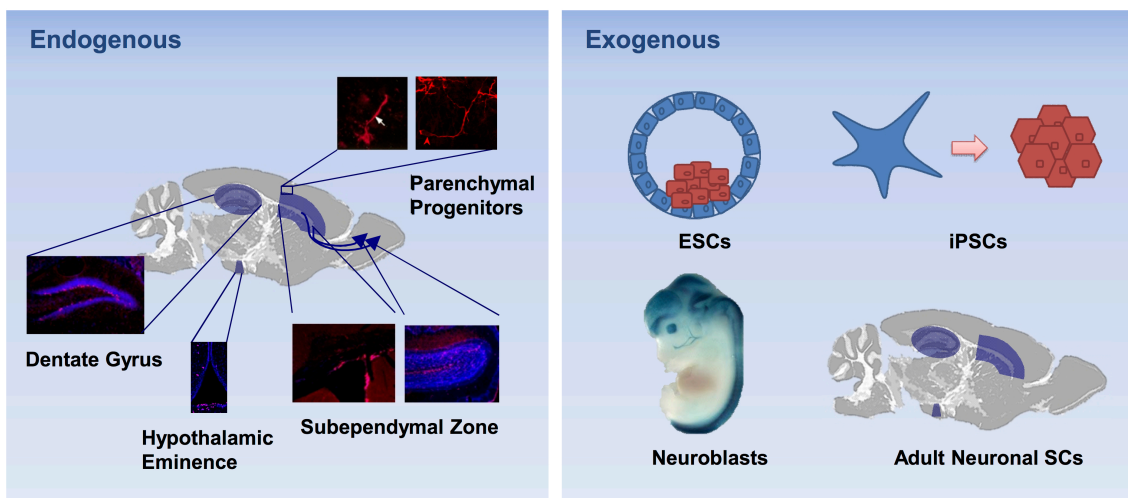 Endogenous
Parenchymal
Progenitors
Dentate Gyrus
Hypothalamic
Eminence
Subependymal Zone
Exogenous
ESCs
iPSCs
Neuroblasts
Adult Neuronal SCs